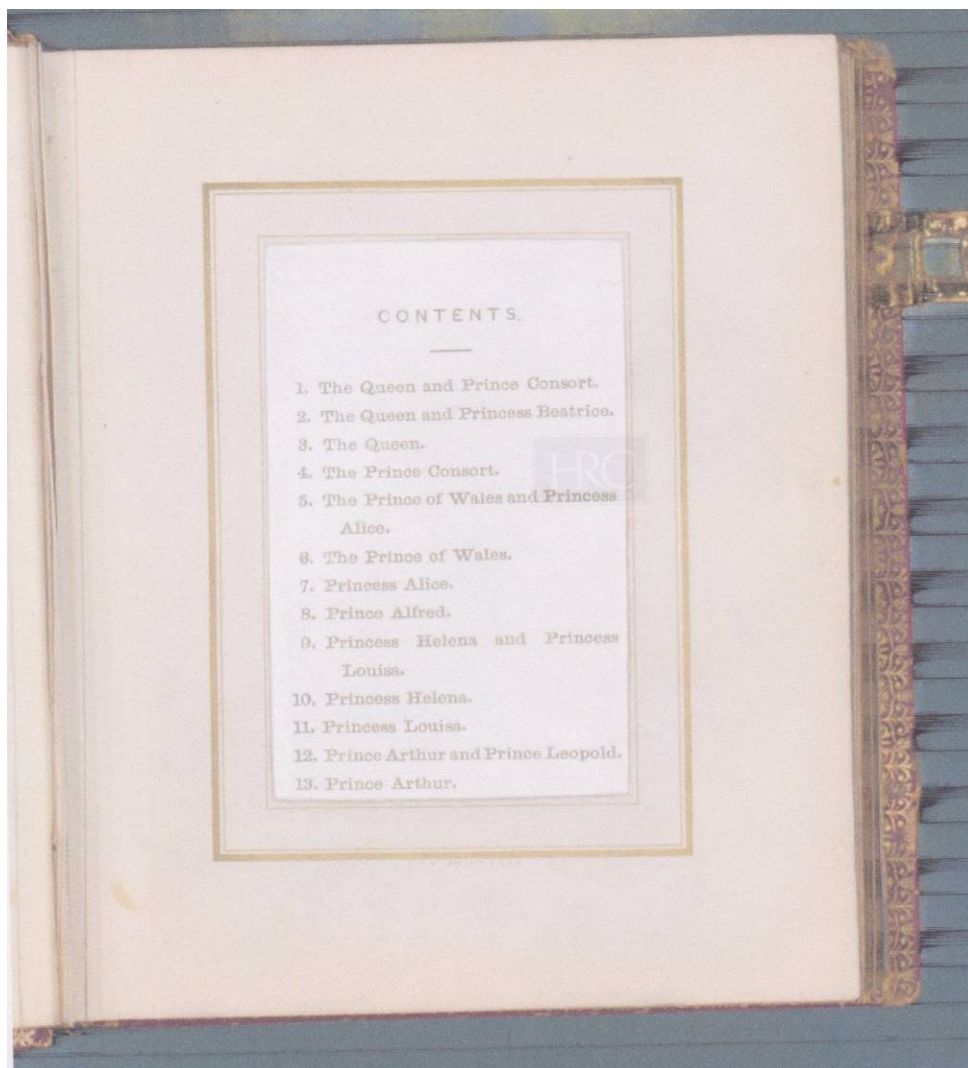 CONTENTS.
1. The Queen and Prince Consort.
2. The Queen and Princess Beatrice.
3. The Queen.
4. The Prince Consort.
HRC
5. The Prince of Wales and Princess
Alice.
6. The Prince of Wales.
7. Princess Alice.
8. Prince Alfred.
9. Princess Helena and Princess
Louisa.
10. Princess Helena.
11. Princess Louisa.
12. Prince Arthur and Prince Leopold.
13. Prince Arthur.